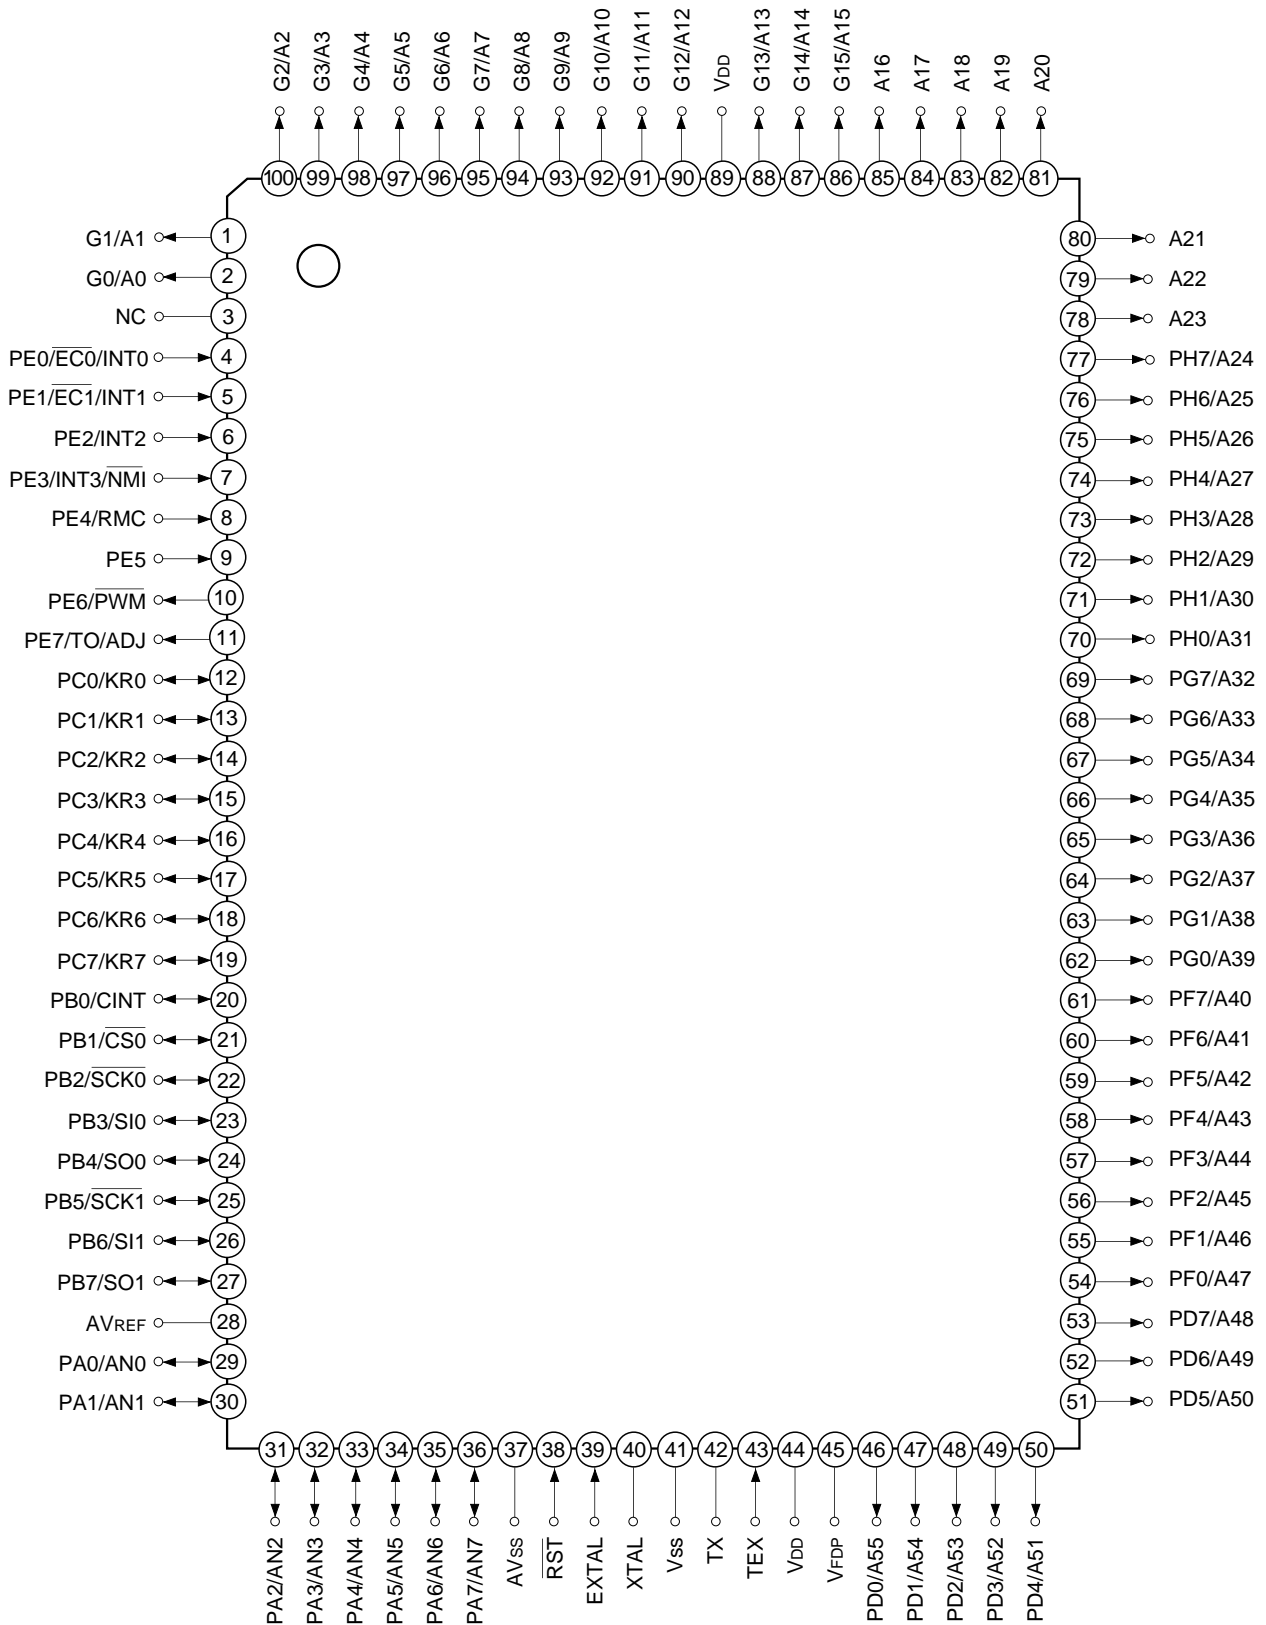 G2/A2
G3/A3
G4/A4
G5/A5
G6/A6
G7/A7
G8/A8
G9/A9
G10/A10
G11/A11
G12/A12
VDD
G13/A13
G14/A14
G15/A15
A16
A17
A18
A19
A20
100 99 98 97 96 95 94 93 92 91 90 89 88 87 86 85 84 83 82 81
G1/A1 1
G0/A0 2
NC 3
PE0/E̅C̅0̅/INT0 4
PE1/E̅C̅1̅/INT1 5
PE2/INT2 6
PE3/INT3/N̅M̅I̅ 7
PE4/RMC 8
PE5 9
PE6/P̅W̅M̅ 10
PE7/TO/ADJ 11
PC0/KR0 12
PC1/KR1 13
PC2/KR2 14
PC3/KR3 15
PC4/KR4 16
PC5/KR5 17
PC6/KR6 18
PC7/KR7 19
PB0/CINT 20
PB1/C̅S̅0̅ 21
PB2/S̅C̅K̅0̅ 22
PB3/SI0 23
PB4/SO0 24
PB5/S̅C̅K̅1̅ 25
PB6/SI1 26
PB7/SO1 27
AVREF 28
PA0/AN0 29
PA1/AN1 30
80 A21
79 A22
78 A23
77 PH7/A24
76 PH6/A25
75 PH5/A26
74 PH4/A27
73 PH3/A28
72 PH2/A29
71 PH1/A30
70 PH0/A31
69 PG7/A32
68 PG6/A33
67 PG5/A34
66 PG4/A35
65 PG3/A36
64 PG2/A37
63 PG1/A38
62 PG0/A39
61 PF7/A40
60 PF6/A41
59 PF5/A42
58 PF4/A43
57 PF3/A44
56 PF2/A45
55 PF1/A46
54 PF0/A47
53 PD7/A48
52 PD6/A49
51 PD5/A50
31 32 33 34 35 36 37 38 39 40 41 42 43 44 45 46 47 48 49 50
PA2/AN2
PA3/AN3
PA4/AN4
PA5/AN5
PA6/AN6
PA7/AN7
AVss
R̅S̅T̅
EXTAL
XTAL
Vss
TX
TEX
VDD
VFDP
PD0/A55
PD1/A54
PD2/A53
PD3/A52
PD4/A51